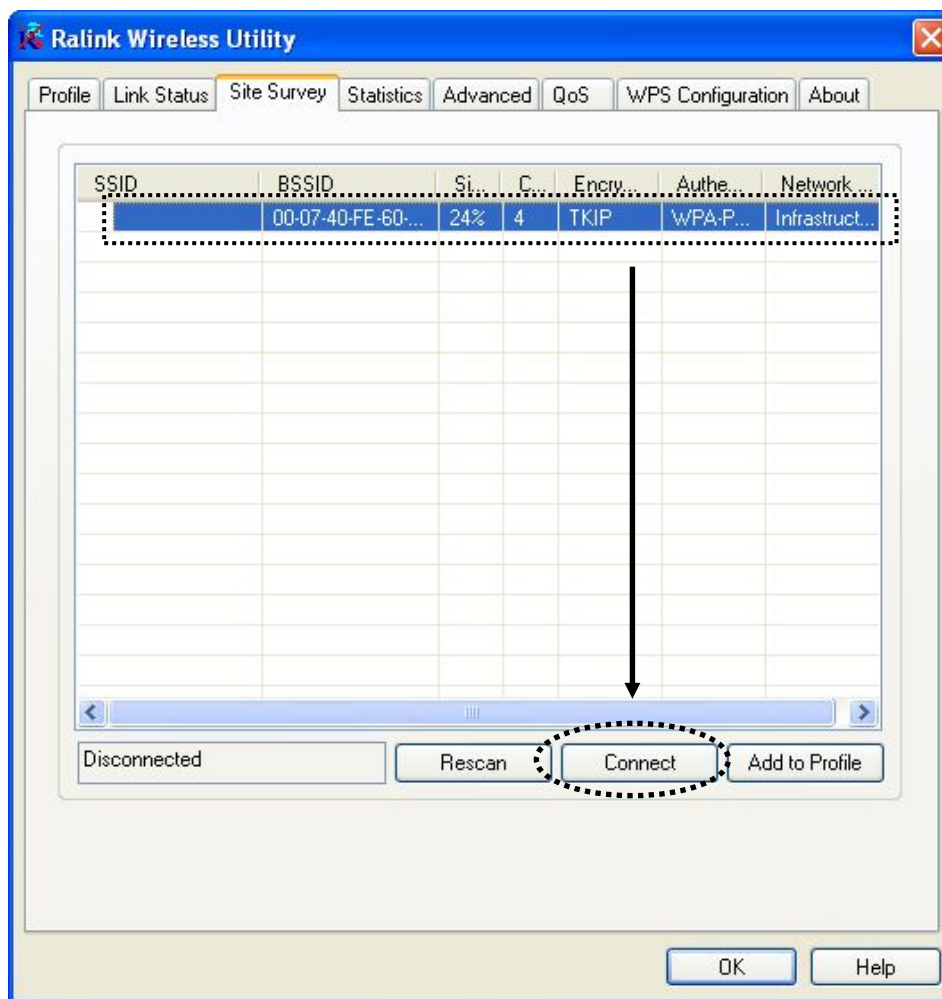 Ralink Wireless Utility
Profile Link Status Site Survey Statistics Advanced QoS WPS Configuration About
SSID BSSID Si... C... Encry... Authe... Network ...
00-07-40-FE-60-... 24% 4 TKIP WPA-P... Infrastruct...
Disconnected Rescan Connect Add to Profile
OK Help